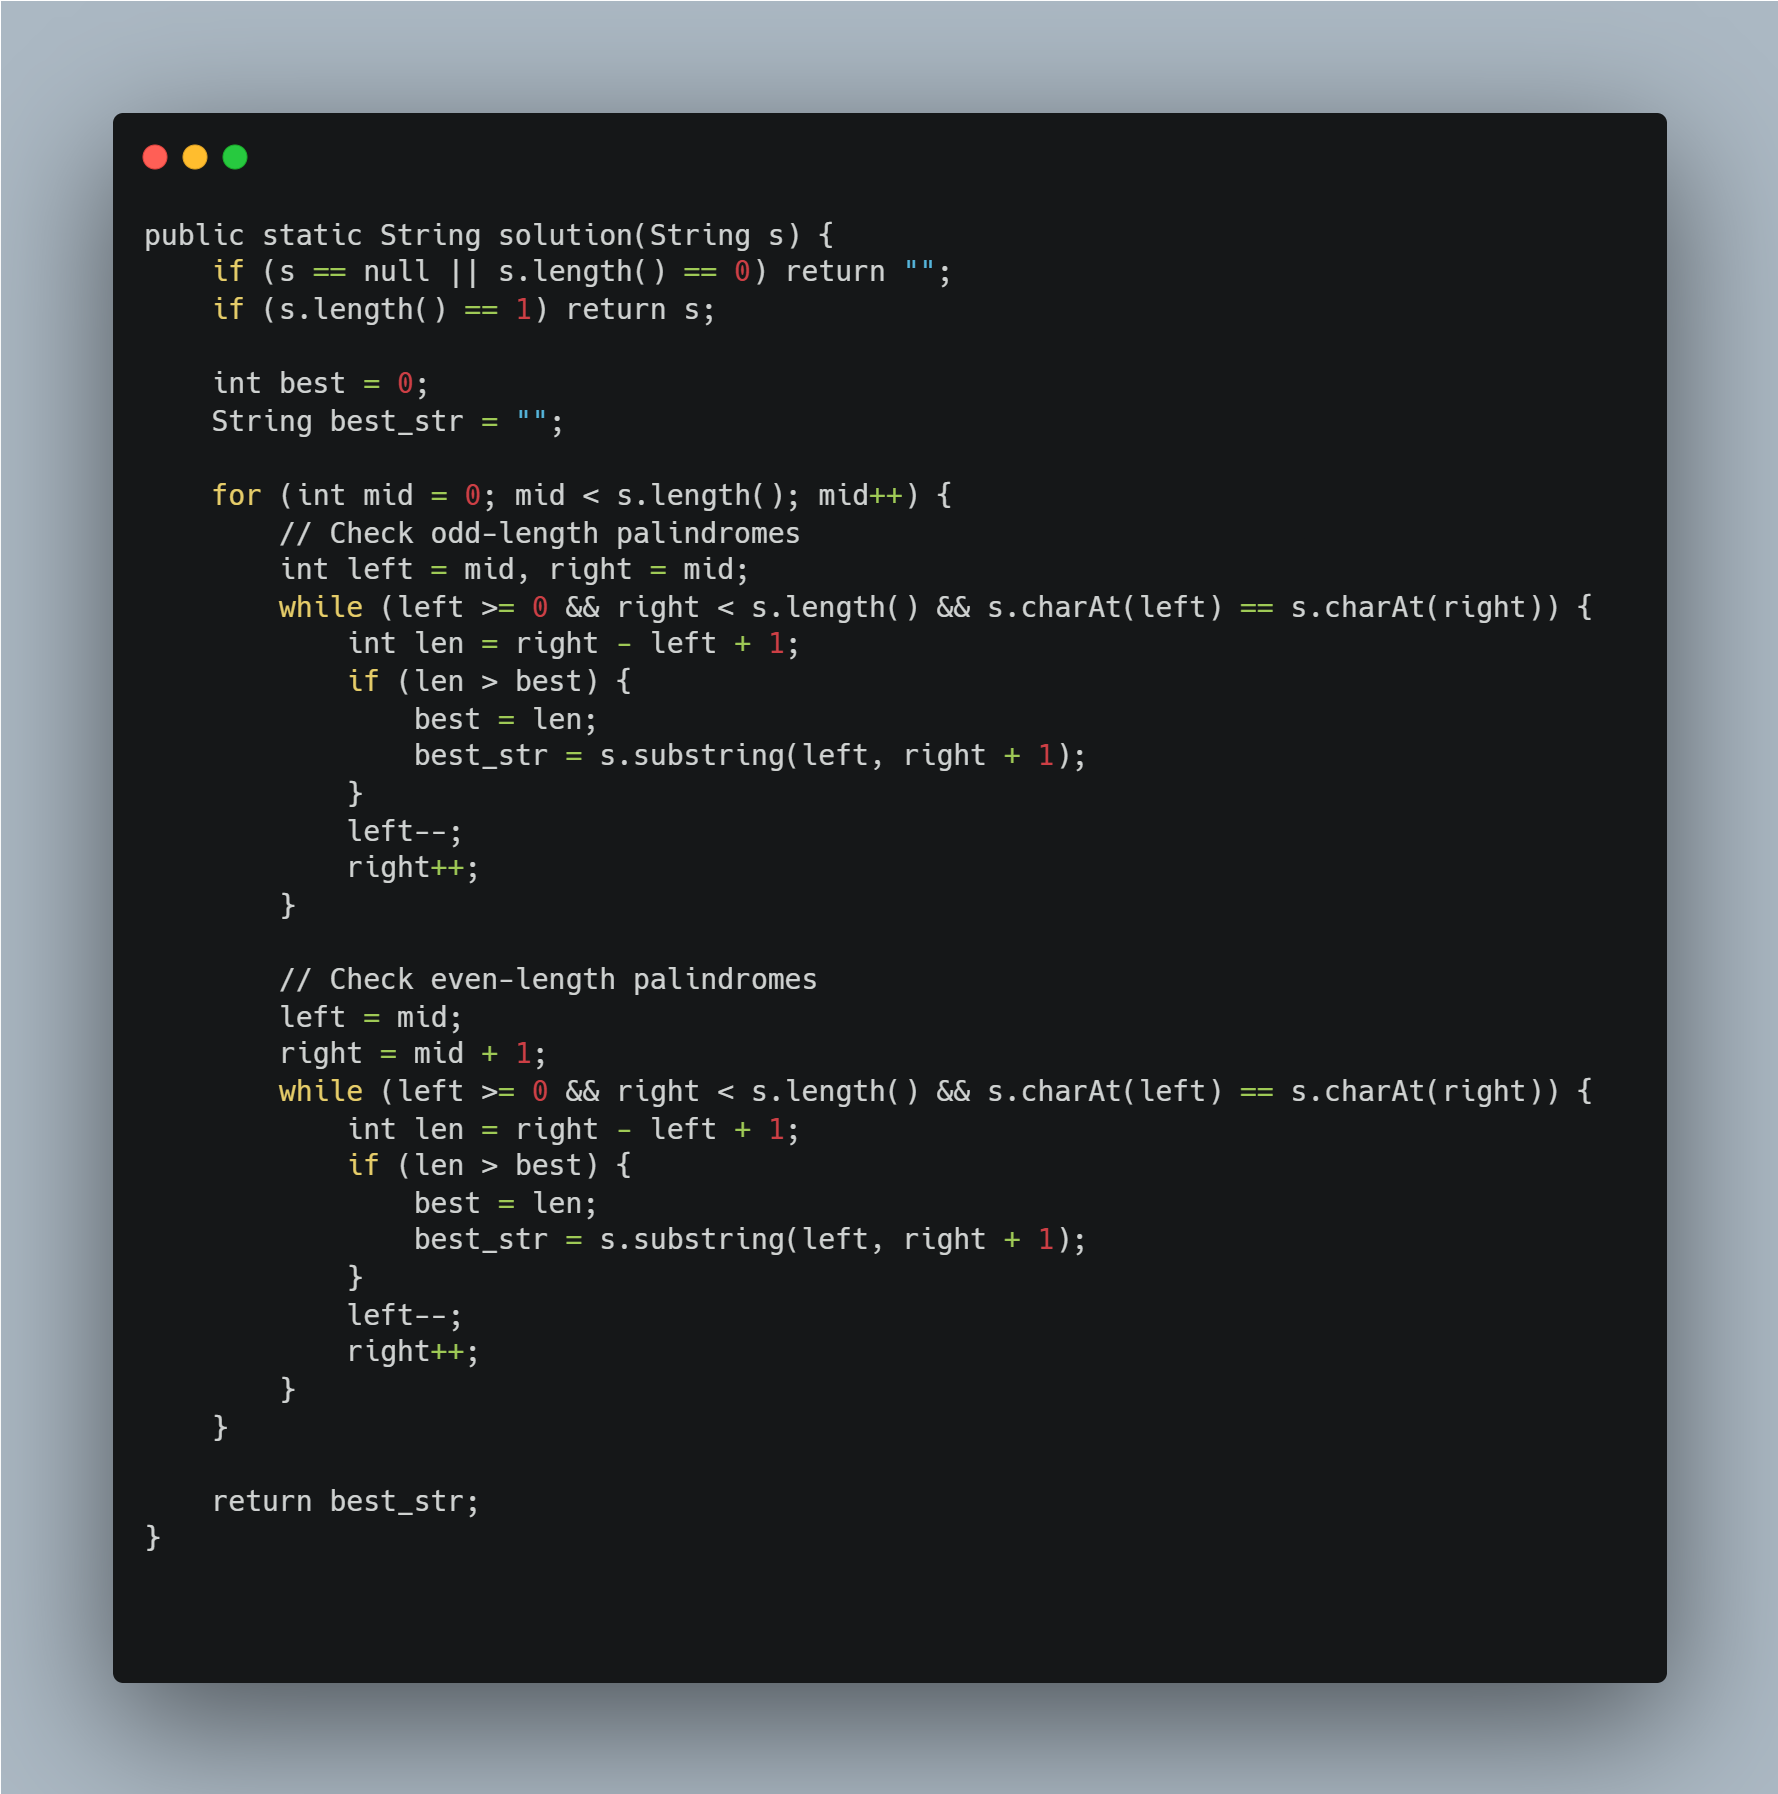 public static String solution(String s) {
    if (s == null || s.length() == 0) return "";
    if (s.length() == 1) return s;

    int best = 0;
    String best_str = "";

    for (int mid = 0; mid < s.length(); mid++) {
        // Check odd-length palindromes
        int left = mid, right = mid;
        while (left >= 0 && right < s.length() && s.charAt(left) == s.charAt(right)) {
            int len = right - left + 1;
            if (len > best) {
                best = len;
                best_str = s.substring(left, right + 1);
            }
            left--;
            right++;
        }

        // Check even-length palindromes
        left = mid;
        right = mid + 1;
        while (left >= 0 && right < s.length() && s.charAt(left) == s.charAt(right)) {
            int len = right - left + 1;
            if (len > best) {
                best = len;
                best_str = s.substring(left, right + 1);
            }
            left--;
            right++;
        }
    }

    return best_str;
}